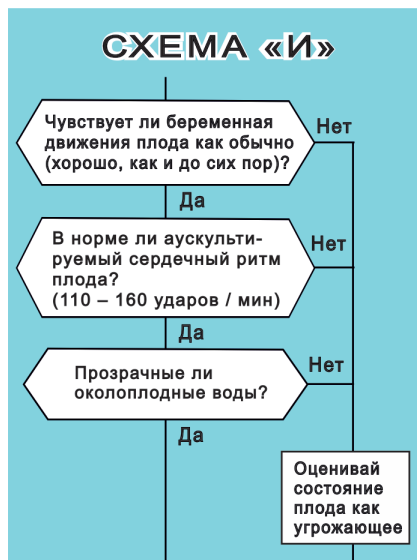 СХЕМА «И»
Чувствует ли беременная
движения плода как обычно
(хорошо, как и до сих пор)?
Нет
Да
В норме ли аускульти-
руемый сердечный ритм
плода?
(110 – 160 ударов / мин)
Нет
Да
Прозрачные ли
околоплодные воды?
Нет
Да
Оценивай
состояние
плода как
угрожающее